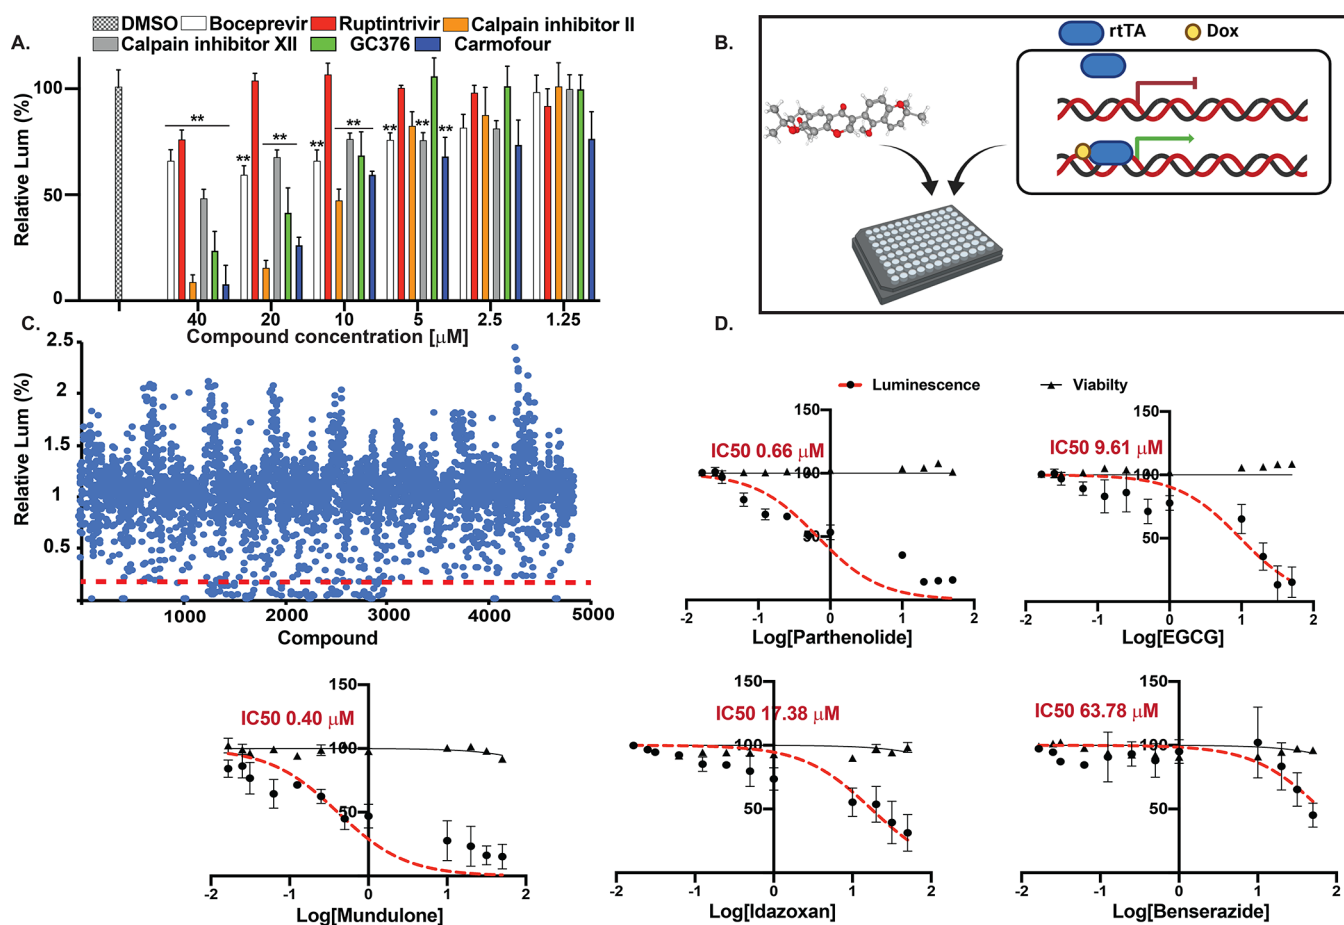 A.
DMSO Boceprevir Ruptintrivir Calpain inhibitor II
Calpain inhibitor XII GC376 Carmofour
Relative Lum (%)
100
50
0
** ** ** ** ** ** ** **
40 20 10 5 2.5 1.25
Compound concentration [μM]
B.
rtTA Dox
C.
Relative Lum (%)
2.5
2
1.5
1
0.5
1000 2000 3000 4000 5000
Compound
D.
Luminescence Viabilty
150
IC50 0.66 μM
100
50
-2 -1 0 1 2
Log[Parthenolide]
150
IC50 9.61 μM
100
50
-2 -1 0 1 2
Log[EGCG]
150
IC50 0.40 μM
100
50
-2 -1 0 1 2
Log[Mundulone]
150
IC50 17.38 μM
100
50
-2 -1 0 1 2
Log[Idazoxan]
150
IC50 63.78 μM
100
50
-2 -1 0 1 2
Log[Benserazide]